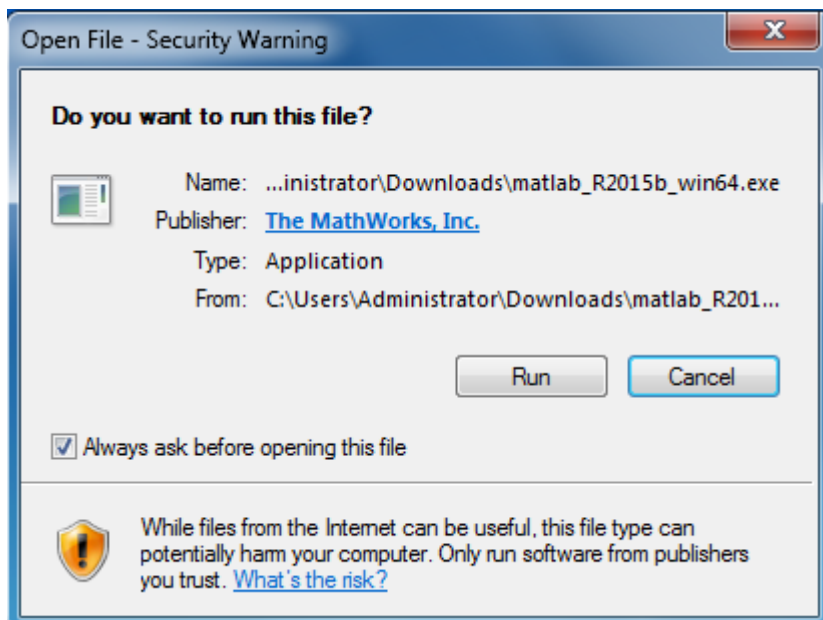 Open File - Security Warning
Do you want to run this file?
Name: ...inistrator\Downloads\matlab_R2015b_win64.exe
Publisher: The MathWorks, Inc.
Type: Application
From: C:\Users\Administrator\Downloads\matlab_R201...
Run Cancel
Always ask before opening this file
While files from the Internet can be useful, this file type can
potentially harm your computer. Only run software from publishers
you trust. What's the risk?